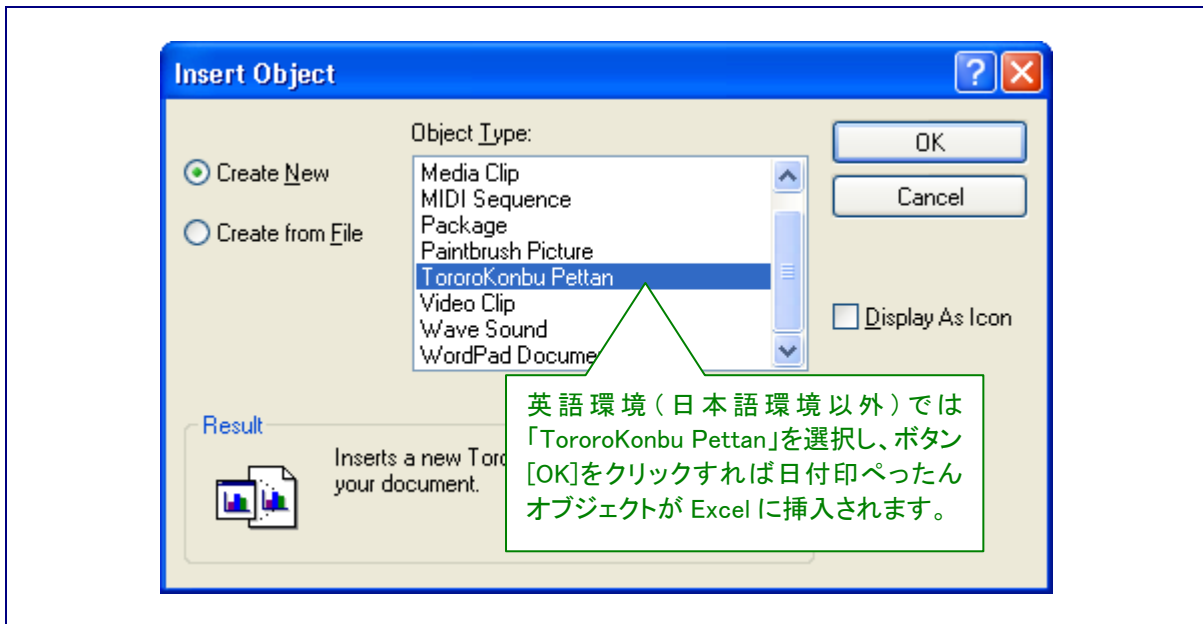 Insert Object
Object Type:
Create New
Create from File
Media Clip
MIDI Sequence
Package
Paintbrush Picture
TororoKonbu Pettan
Video Clip
Wave Sound
WordPad Docume
OK
Cancel
Display As Icon
Result
Inserts a new
your document.
英語環境(日本語環境以外)では
「TororoKonbu Pettan」を選択し、ボタン
[OK]をクリックすれば日付印ぺったん
オブジェクトが Excel に挿入されます。